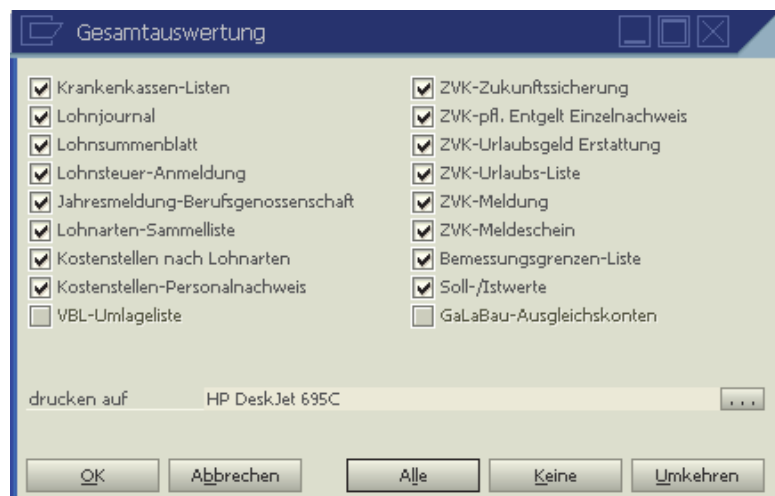 Gesamtauswertung
Krankenkassen-Listen
Lohnjournal
Lohnsummenblatt
Lohnsteuer-Anmeldung
Jahresmeldung-Berufsgenossenschaft
Lohnarten-Sammelliste
Kostenstellen nach Lohnarten
Kostenstellen-Personalnachweis
VBL-Umlageliste
ZVK-Zukunftssicherung
ZVK-pfl. Entgelt Einzelnachweis
ZVK-Urlaubsgeld Erstattung
ZVK-Urlaubs-Liste
ZVK-Meldung
ZVK-Meldeschein
Bemessungsgrenzen-Liste
Soll-/Istwerte
GaLaBau-Ausgleichskonten
drucken auf HP DeskJet 695C ...
OK Abbrechen Alle Keine Umkehren